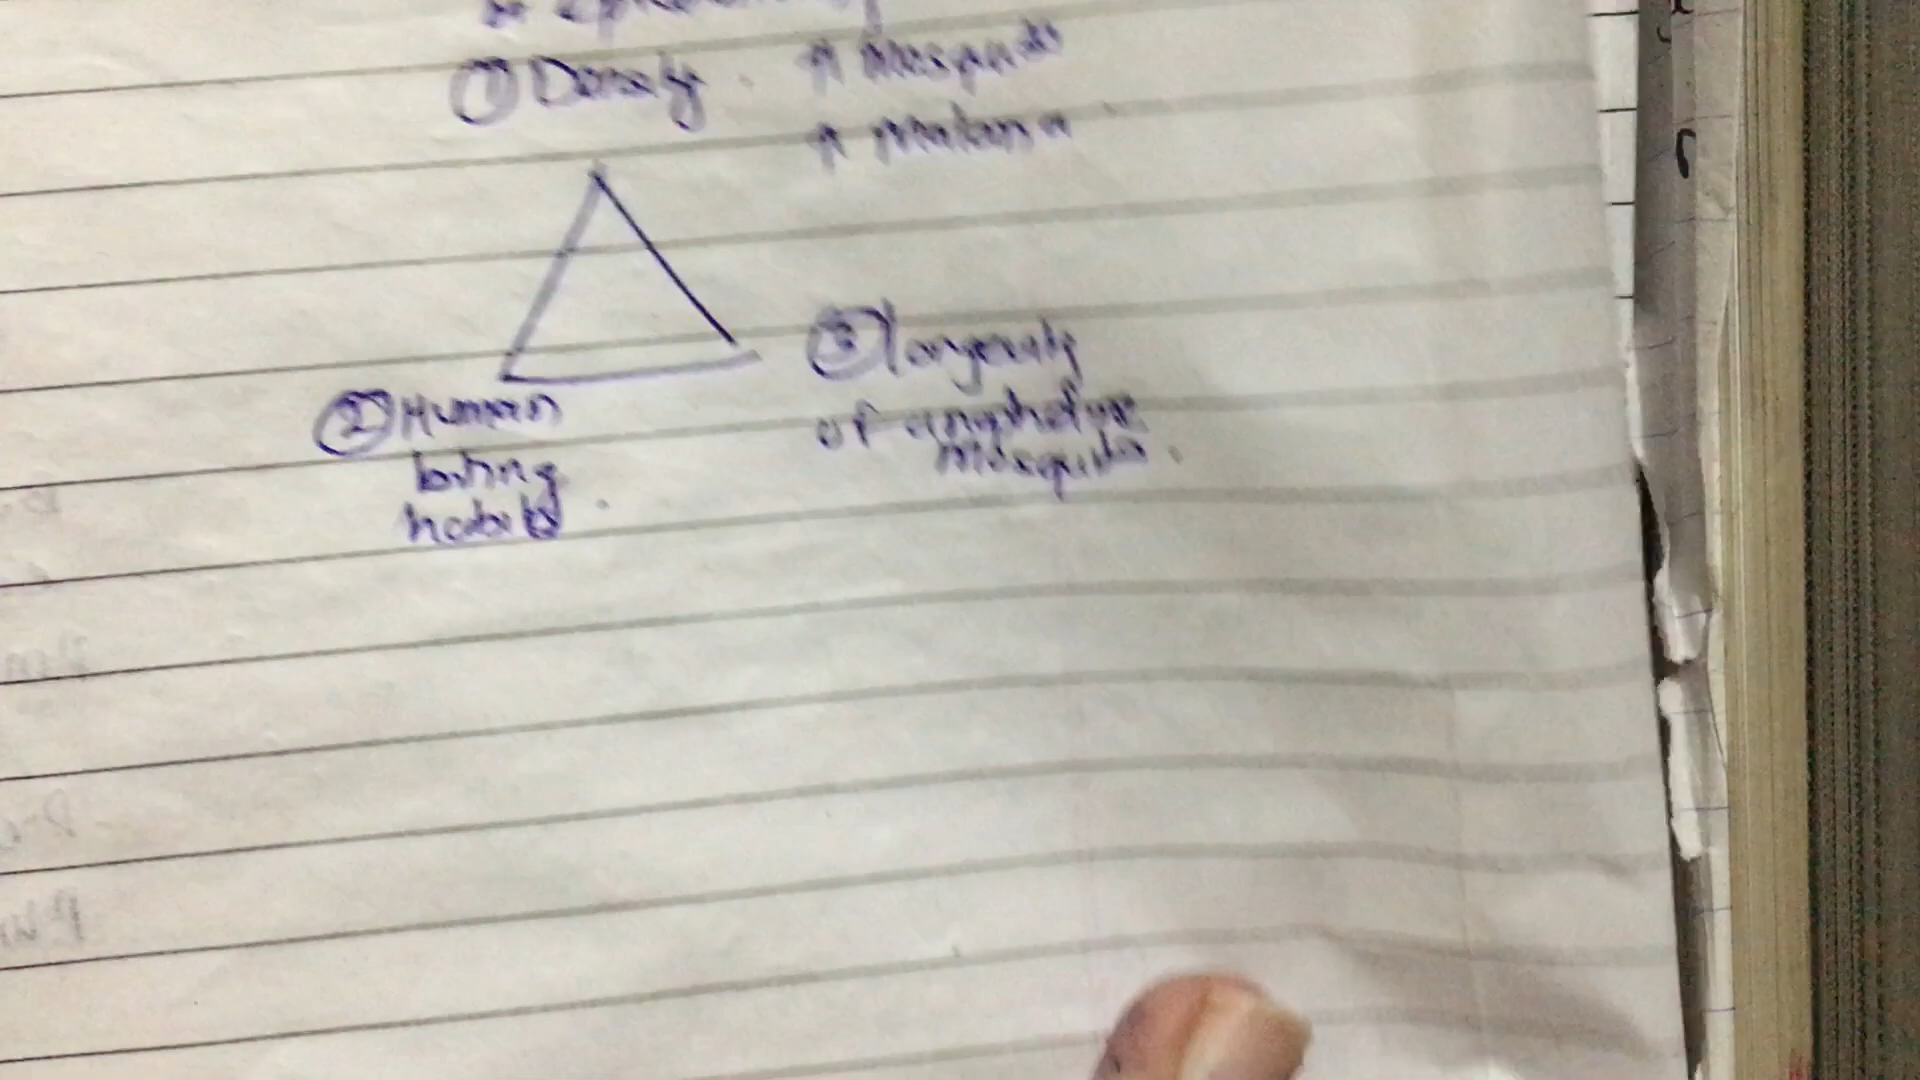 ① Density ↑ Mosquito
↑ Malaria
② Human
biting
habits
③ longevity
of anopheles
mosquito.